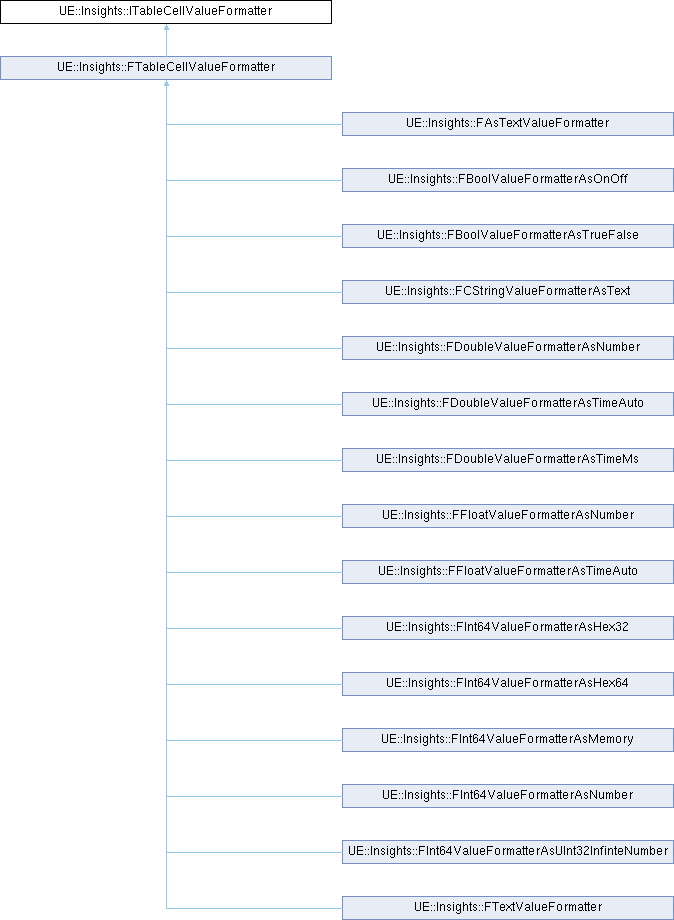 UE::Insights::ITableCellValueFormatter
UE::Insights::FTableCellValueFormatter
UE::Insights::FAsTextValueFormatter
UE::Insights::FBoolValueFormatterAsOnOff
UE::Insights::FBoolValueFormatterAsTrueFalse
UE::Insights::FCStringValueFormatterAsText
UE::Insights::FDoubleValueFormatterAsNumber
UE::Insights::FDoubleValueFormatterAsTimeAuto
UE::Insights::FDoubleValueFormatterAsTimeMs
UE::Insights::FFloatValueFormatterAsNumber
UE::Insights::FFloatValueFormatterAsTimeAuto
UE::Insights::FInt64ValueFormatterAsHex32
UE::Insights::FInt64ValueFormatterAsHex64
UE::Insights::FInt64ValueFormatterAsMemory
UE::Insights::FInt64ValueFormatterAsNumber
UE::Insights::FInt64ValueFormatterAsUInt32InfinteNumber
UE::Insights::FTextValueFormatter